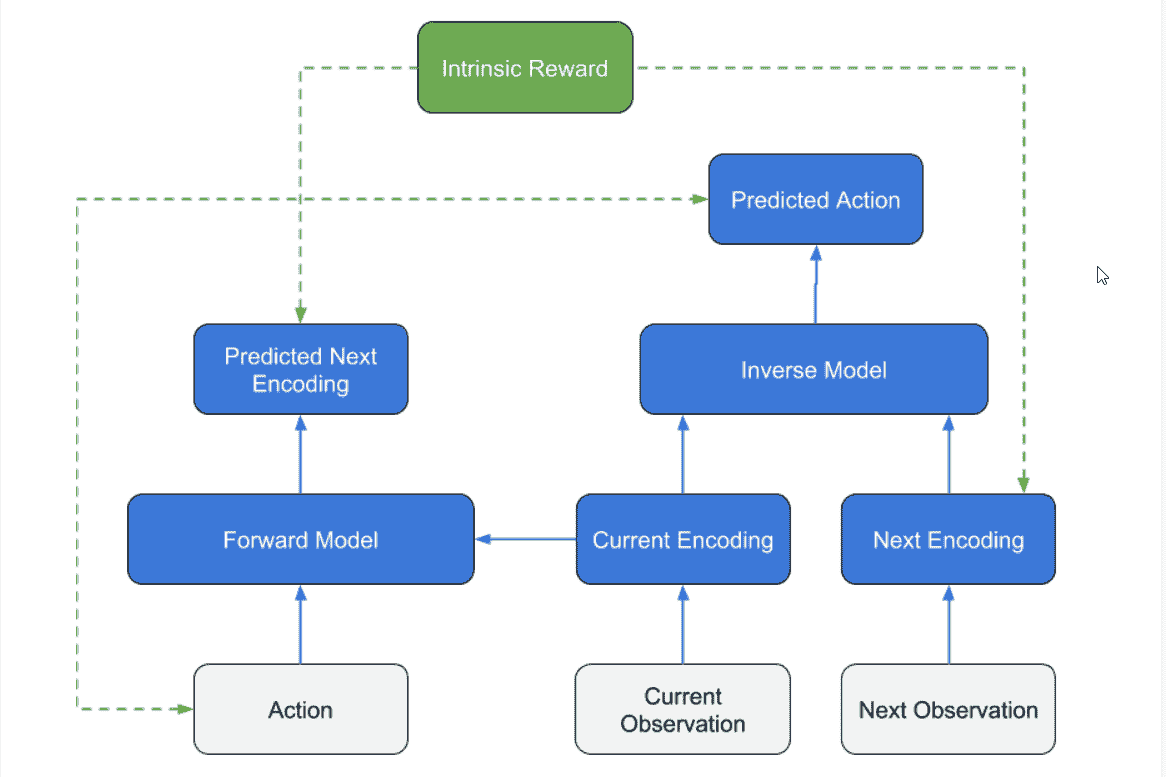 Intrinsic Reward
Predicted Action
Predicted Next
Encoding
Inverse Model
Forward Model
Current Encoding
Next Encoding
Action
Current
Observation
Next Observation